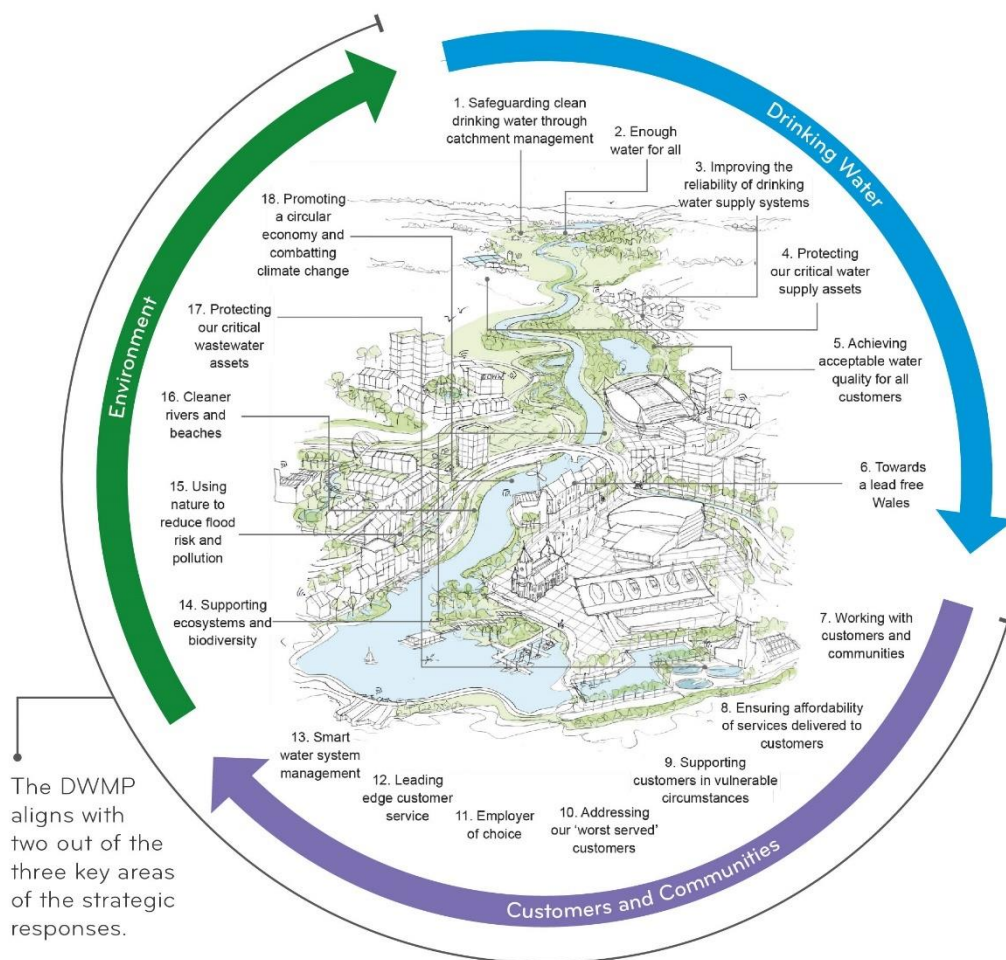 Drinking Water
1. Safeguarding clean
drinking water through
catchment management
2. Enough
water for all
3. Improving the
reliability of drinking
water supply systems
4. Protecting
our critical water
supply assets
5. Achieving
acceptable water
quality for all
customers
6. Towards
a lead free
Wales
7. Working with
customers and
communities
8. Ensuring affordability
of services delivered to
customers
9. Supporting
customers in vulnerable
circumstances
10. Addressing
our ‘worst served’
customers
11. Employer
of choice
12. Leading
edge customer
service
13. Smart
water system
management
Customers and Communities
14. Supporting
ecosystems and
biodiversity
15. Using
nature to
reduce flood
risk and
pollution
16. Cleaner
rivers and
beaches
17. Protecting
our critical
wastewater
assets
18. Promoting
a circular
economy and
combatting
climate change
Environment
The DWMP
aligns with
two out of the
three key areas
of the strategic
responses.